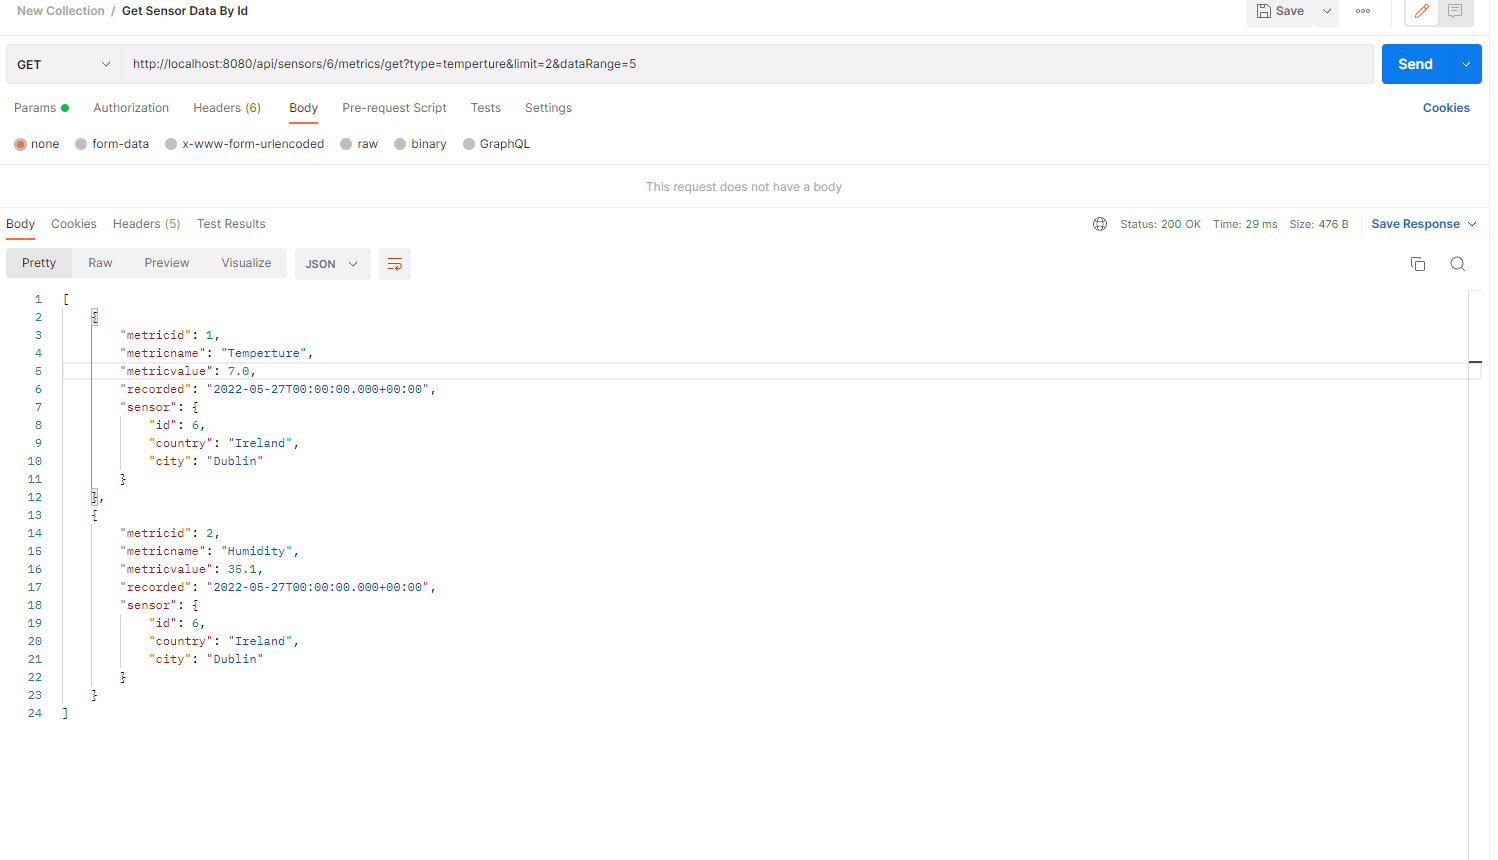 New Collection / Get Sensor Data By Id Save
GET http://localhost:8080/api/sensors/6/metrics/get?type=temperture&limit=2&dataRange=5 Send
Params Authorization Headers (6) Body Pre-request Script Tests Settings Cookies
none form-data x-www-form-urlencoded raw binary GraphQL
This request does not have a body
Body Cookies Headers (5) Test Results Status: 200 OK Time: 29 ms Size: 476 B Save Response
Pretty Raw Preview Visualize JSON
1 [
2 {
3 "metricid": 1,
4 "metricname": "Temperture",
5 "metricvalue": 7.0,
6 "recorded": "2022-05-27T00:00:00.000+00:00",
7 "sensor": {
8 "id": 6,
9 "country": "Ireland",
10 "city": "Dublin"
11 }
12 },
13 {
14 "metricid": 2,
15 "metricname": "Humidity",
16 "metricvalue": 35.1,
17 "recorded": "2022-05-27T00:00:00.000+00:00",
18 "sensor": {
19 "id": 6,
20 "country": "Ireland",
21 "city": "Dublin"
22 }
23 }
24 ]